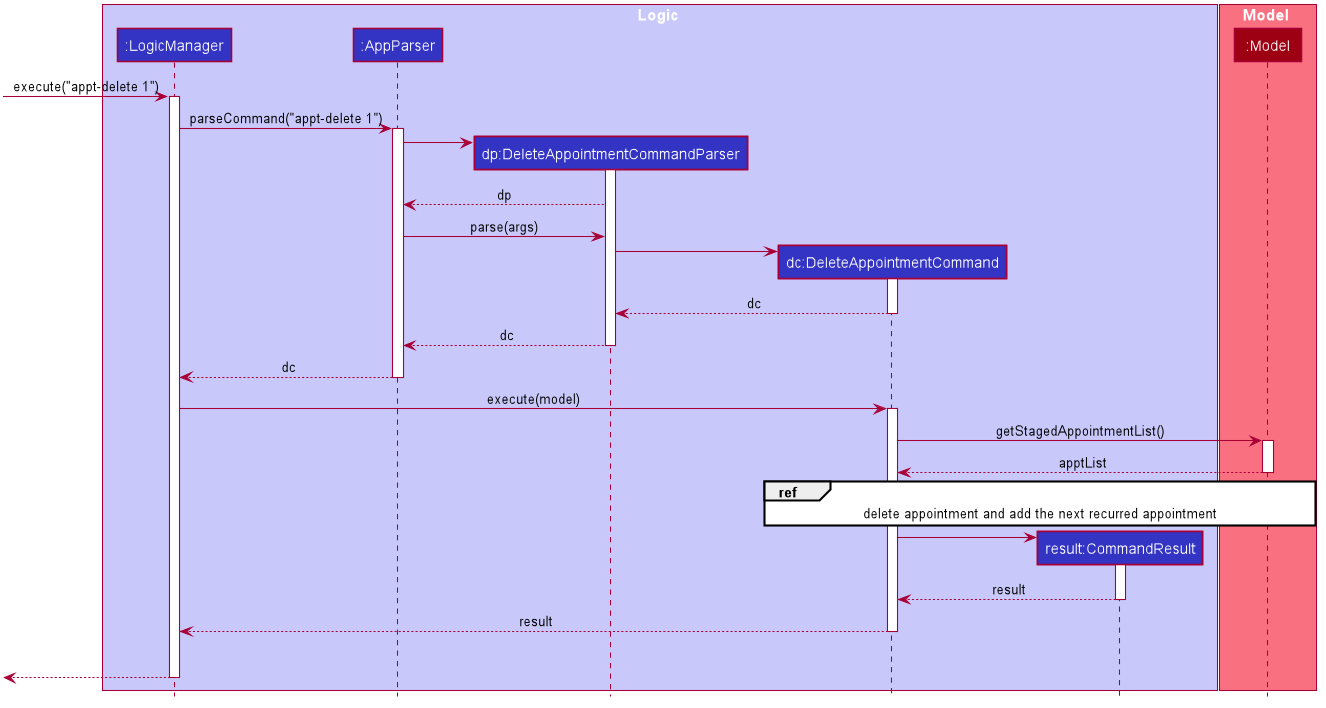 Logic
Model
:LogicManager
:AppParser
:Model
execute("appt-delete 1")
parseCommand("appt-delete 1")
dp:DeleteAppointmentCommandParser
dp
parse(args)
dc:DeleteAppointmentCommand
dc
dc
dc
execute(model)
getStagedAppointmentList()
apptList
ref
delete appointment and add the next recurred appointment
result:CommandResult
result
result